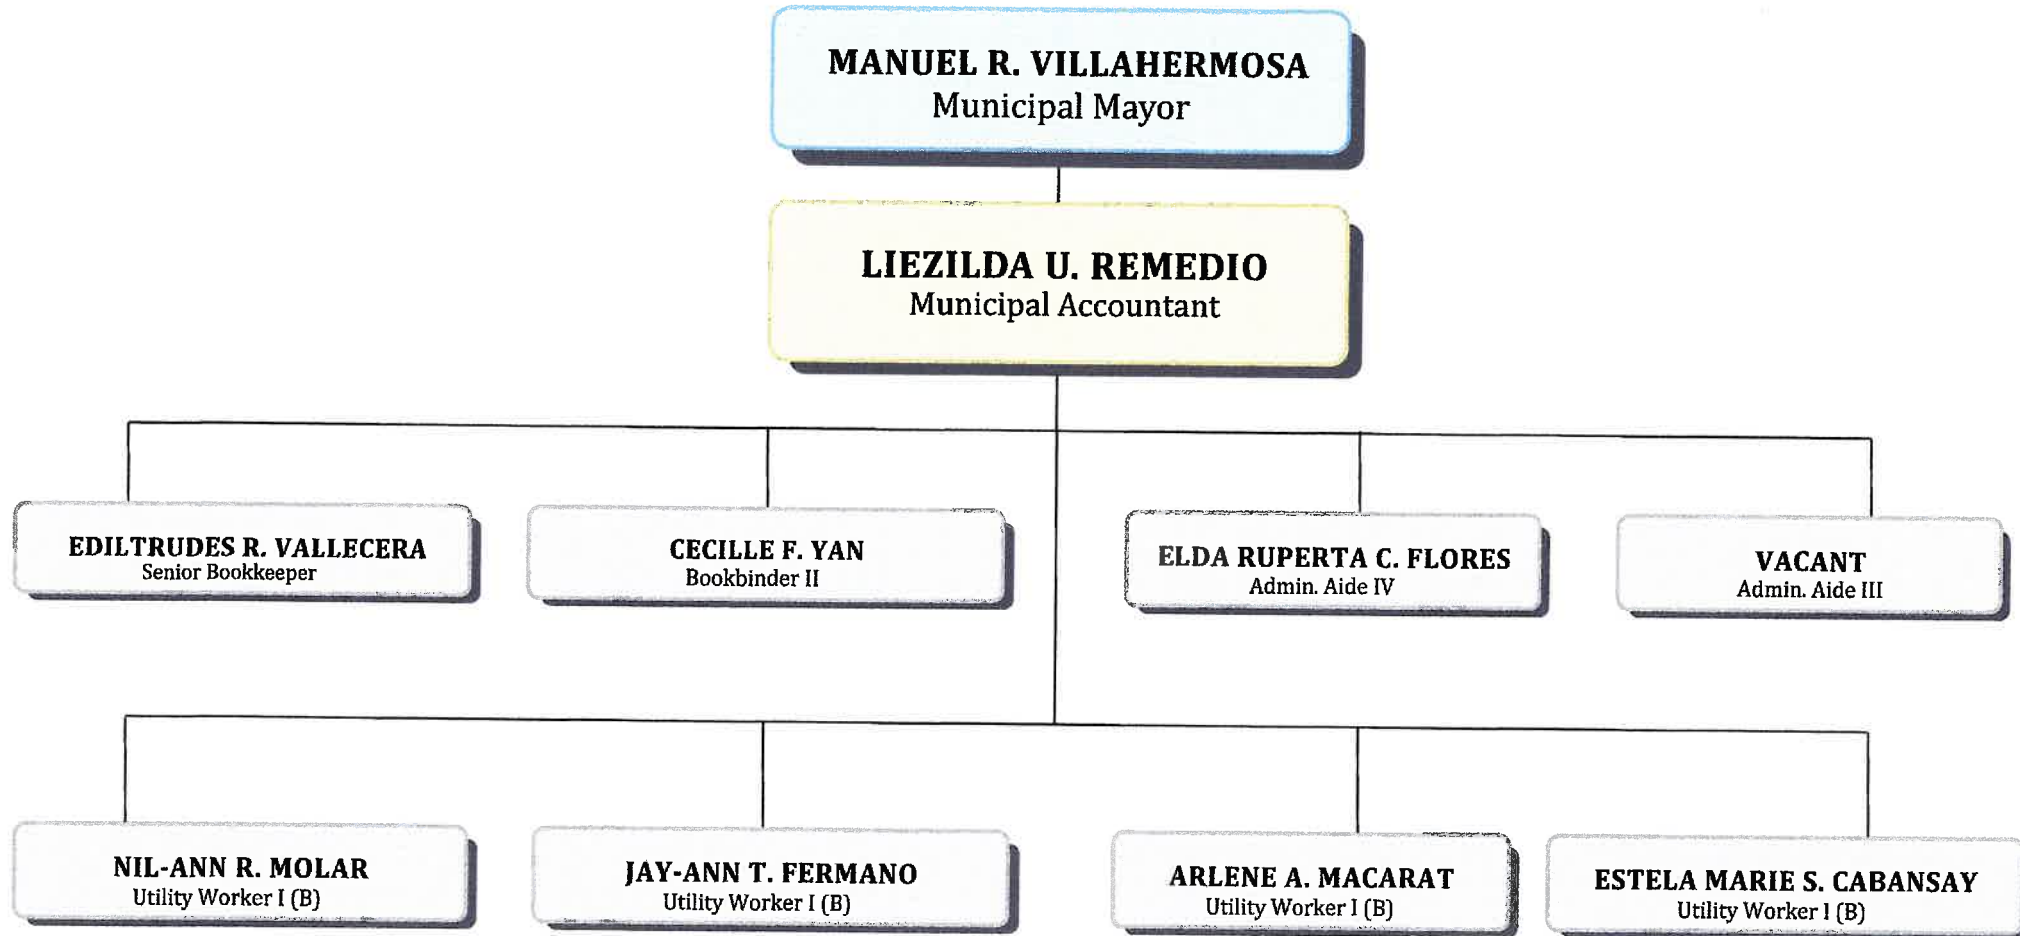 MANUEL R. VILLAHERMOSA
Municipal Mayor
LIEZILDA U. REMEDIO
Municipal Accountant
EDILTRUDES R. VALLECERA
Senior Bookkeeper
CECILLE F. YAN
Bookbinder II
ELDA RUPERTA C. FLORES
Admin. Aide IV
VACANT
Admin. Aide III
NIL-ANN R. MOLAR
Utility Worker I (B)
JAY-ANN T. FERMANO
Utility Worker I (B)
ARLENE A. MACARAT
Utility Worker I (B)
ESTELA MARIE S. CABANSAY
Utility Worker I (B)